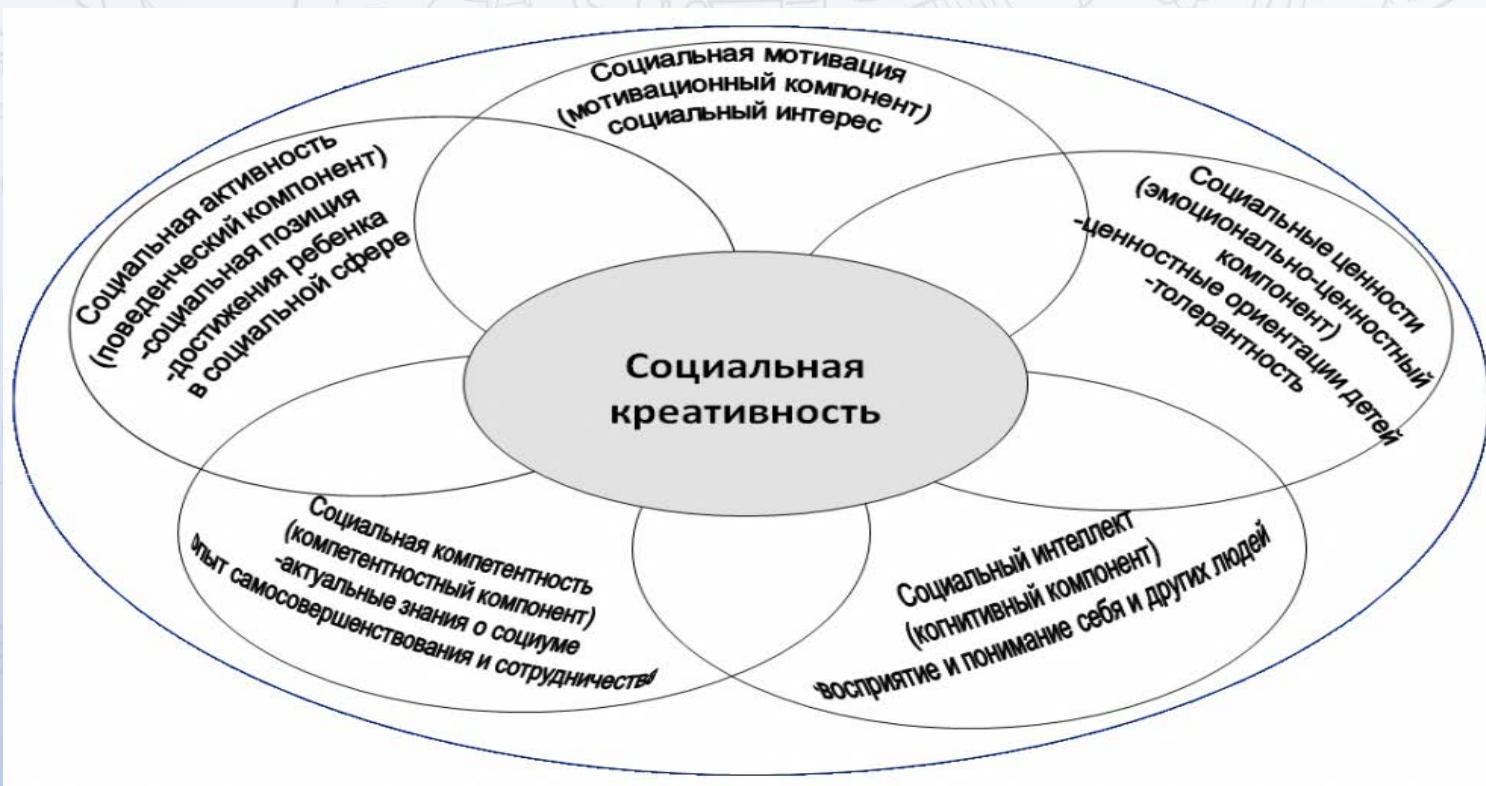 Социальная мотивация
(мотивационный компонент)
социальный интерес
Социальная активность
(поведенческий компонент)
-социальная позиция
-достижения ребенка
в социальной сфере
Социальные ценности
(эмоционально-ценностный
компонент)
-ценностные ориентации детей
-толерантность
Социальная
креативность
Социальная компетентность
(компетентностный компонент)
-актуальные знания о социуме
опыт самосовершенствования и сотрудничества
Социальный интеллект
(когнитивный компонент)
-восприятие и понимание себя и других людей